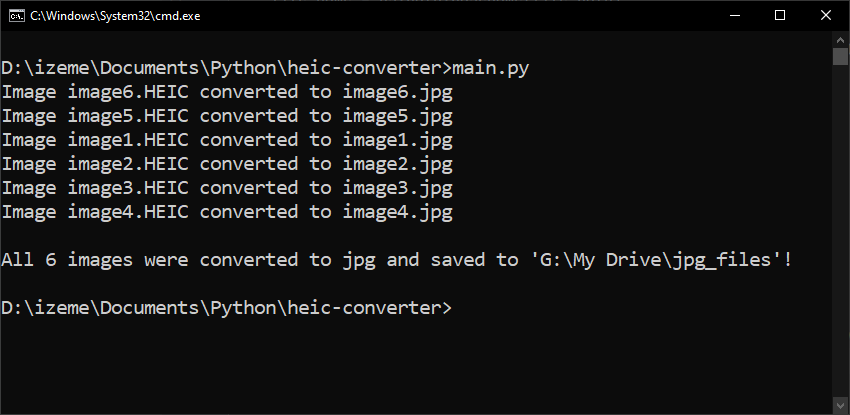 C:\Windows\System32\cmd.exe
D:\izeme\Documents\Python\heic-converter>main.py
Image image6.HEIC converted to image6.jpg
Image image5.HEIC converted to image5.jpg
Image image1.HEIC converted to image1.jpg
Image image2.HEIC converted to image2.jpg
Image image3.HEIC converted to image3.jpg
Image image4.HEIC converted to image4.jpg
All 6 images were converted to jpg and saved to 'G:\My Drive\jpg_files'!
D:\izeme\Documents\Python\heic-converter>